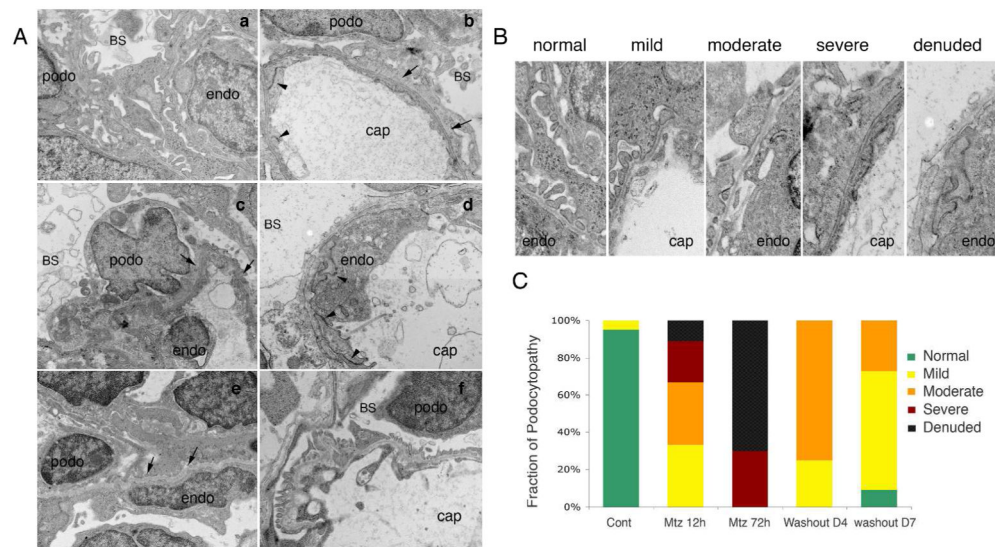 A
a
BS
podo
endo
b
podo
BS
cap
c
podo
BS
endo
d
BS
endo
cap
e
podo
endo
f
BS
podo
cap
B
normal mild moderate severe denuded
endo
cap
endo
cap
endo
C
Fraction of Podocytopathy
100%
80%
60%
40%
20%
0%
Cont Mtz 12h Mtz 72h Washout D4 washout D7
Normal
Mild
Moderate
Severe
Denuded